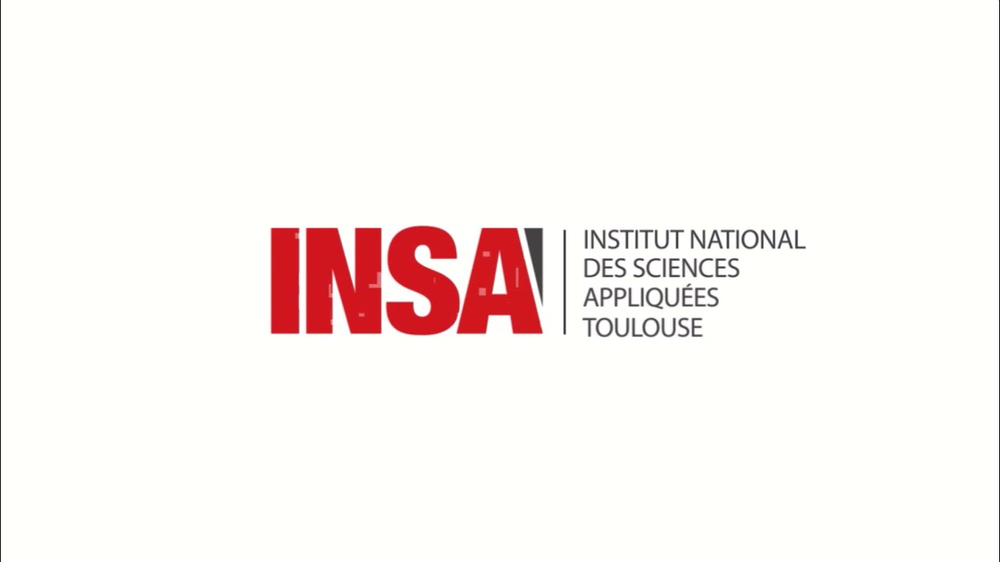 INSA
INSTITUT NATIONAL
DES SCIENCES
APPLIQUÉES
TOULOUSE